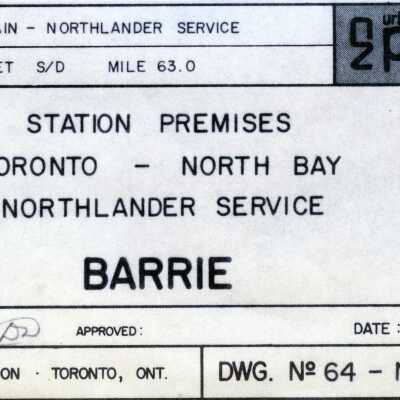 AIN - NORTHLANDER SERVICE
ET S/D MILE 63.0
STATION PREMISES
ORONTO - NORTH BAY
NORTHLANDER SERVICE
BARRIE
APPROVED:
DATE:
ON · TORONTO, ONT.
DWG. Nº 64 -